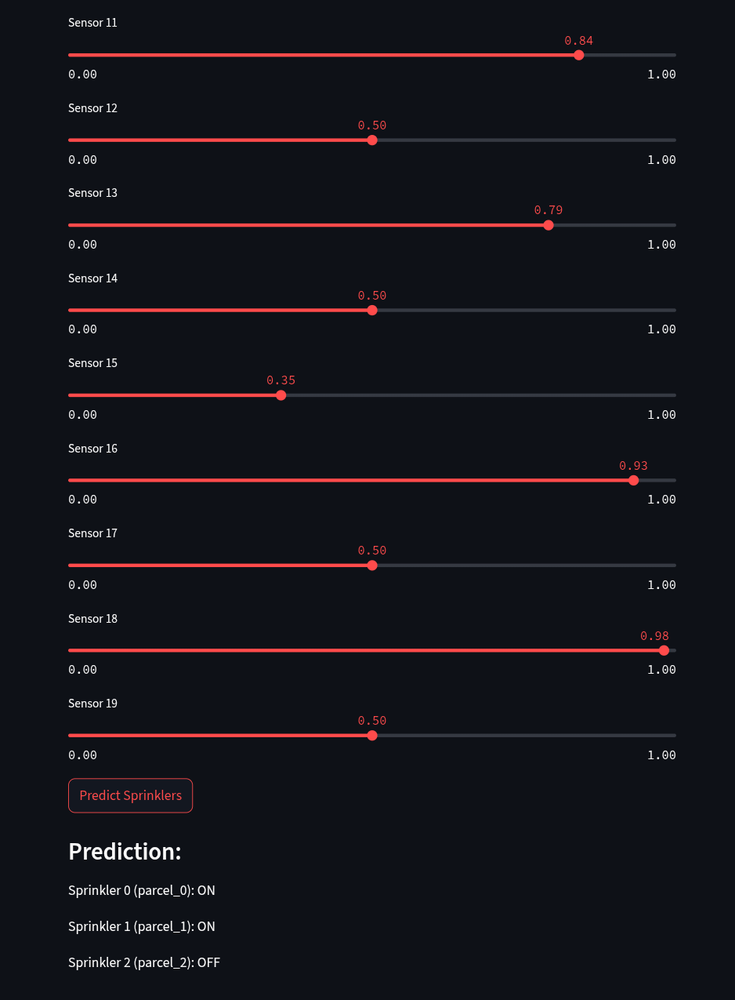 Sensor 11
0.84
0.00 1.00
Sensor 12
0.50
0.00 1.00
Sensor 13
0.79
0.00 1.00
Sensor 14
0.50
0.00 1.00
Sensor 15
0.35
0.00 1.00
Sensor 16
0.93
0.00 1.00
Sensor 17
0.50
0.00 1.00
Sensor 18
0.98
0.00 1.00
Sensor 19
0.50
0.00 1.00
Predict Sprinklers
Prediction:
Sprinkler 0 (parcel_0): ON
Sprinkler 1 (parcel_1): ON
Sprinkler 2 (parcel_2): OFF